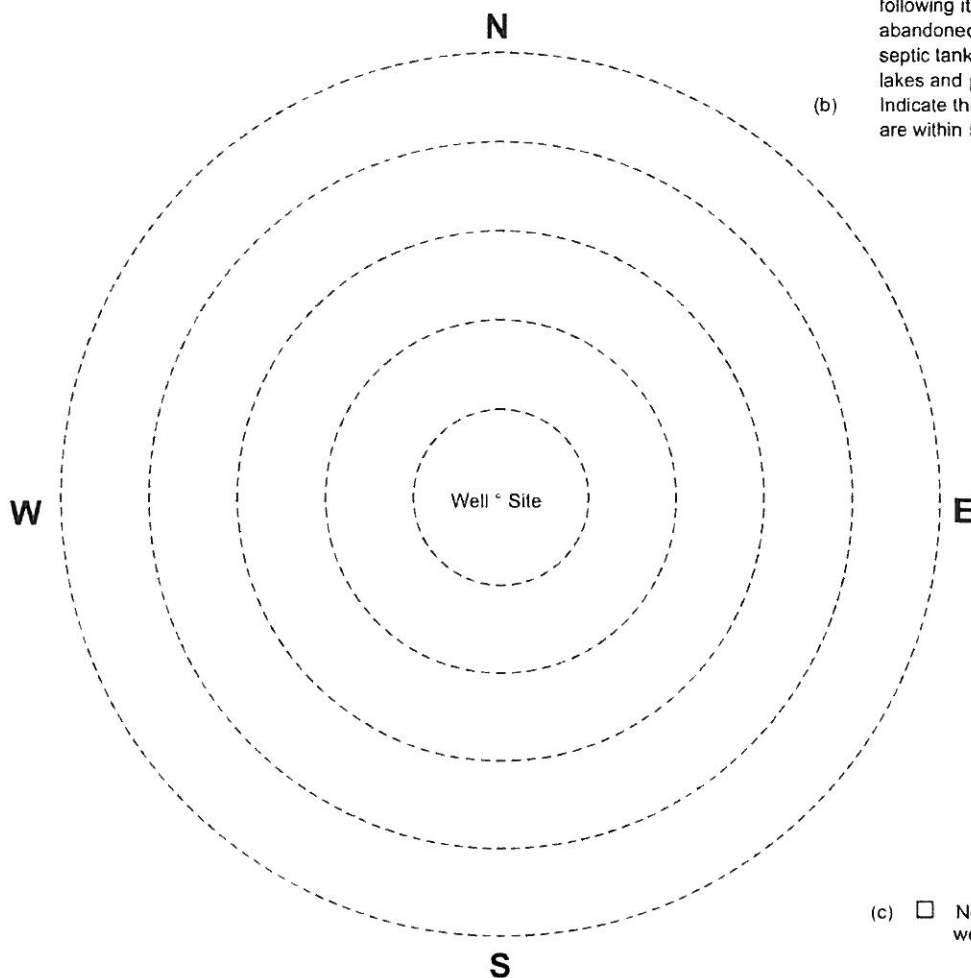 following it
abandoned
septic tank
lakes and
(b) Indicate th
are within
N
W
Well ° Site
E
S
(c) ☐ N
we